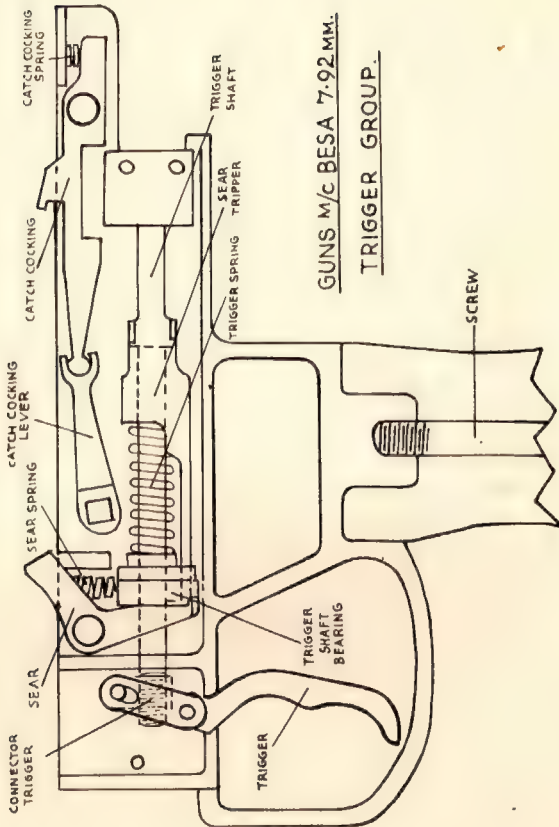 CONNECTOR
TRIGGER
SEAR
SEAR SPRING
CATCH COCKING
LEVER
CATCH COCKING
CATCH COCKING
SPRING
TRIGGER
SHAFT
SEAR
TRIPPER
TRIGGER SPRING
GUNS M/c BESA 7·92 MM.
TRIGGER GROUP.
TRIGGER
TRIGGER
SHAFT
BEARING
SCREW